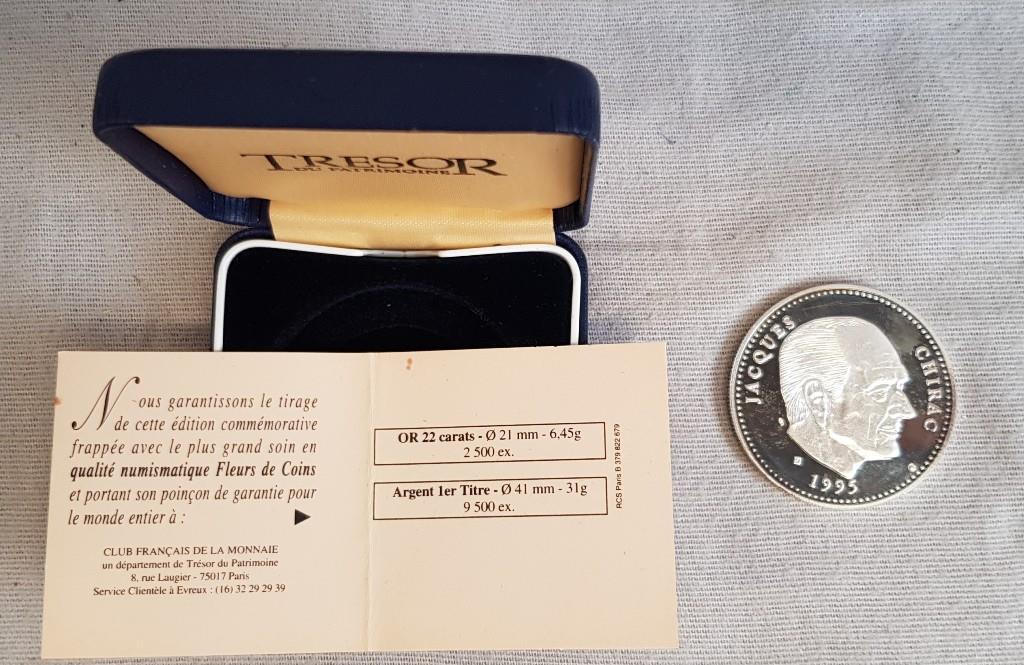 TRESOR
DU PATRIMOINE
Nous garantissons le tirage
de cette édition commémorative
frappée avec le plus grand soin en
qualité numismatique Fleurs de Coins
et portant son poinçon de garantie pour
le monde entier à :
CLUB FRANÇAIS DE LA MONNAIE
un département de Trésor du Patrimoine
8, rue Laugier - 75017 Paris
Service Clientèle à Evreux : (16) 32 29 29 39
OR 22 carats - Ø 21 mm - 6,45g
2 500 ex.
Argent 1er Titre - Ø 41 mm - 31g
9 500 ex.
RCS Paris B 379 822 679
JACQUES CHIRAC
1995